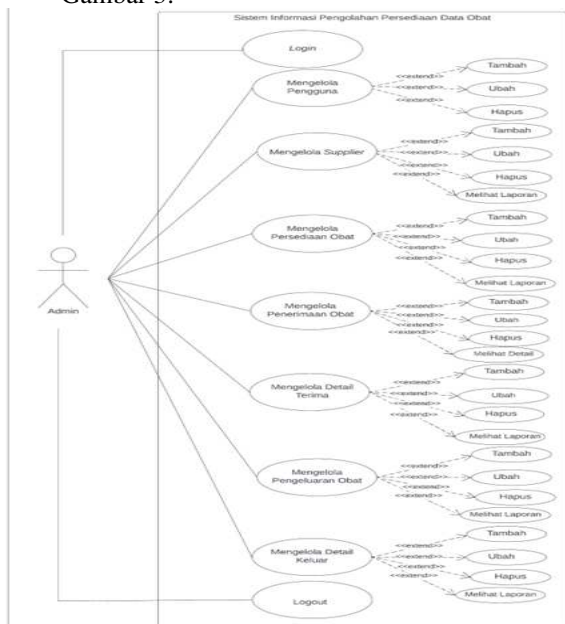 Gambar 3.
Sistem Informasi Pengolahan Persediaan Data Obat
Login
Mengelola
Pengguna
<<extend>>
<<extend>>
<<extend>>
Tambah
Ubah
Hapus
Mengelola Supplier
<<extend>>
<<extend>>
<<extend>>
<<extend>>
Tambah
Ubah
Hapus
Melihat Laporan
Mengelola
Persediaan Obat
<<extend>>
<<extend>>
<<extend>>
<<extend>>
Tambah
Ubah
Hapus
Melihat Laporan
Admin
Mengelola
Penerimaan Obat
<<extend>>
<<extend>>
<<extend>>
<<extend>>
Tambah
Ubah
Hapus
Melihat Detail
Mengelola Detail
Terima
<<extend>>
<<extend>>
<<extend>>
<<extend>>
Tambah
Ubah
Hapus
Melihat Laporan
Mengelola
Pengeluaran Obat
<<extend>>
<<extend>>
<<extend>>
<<extend>>
Tambah
Ubah
Hapus
Melihat Laporan
Mengelola Detail
Keluar
<<extend>>
<<extend>>
<<extend>>
<<extend>>
Tambah
Ubah
Hapus
Melihat Laporan
Logout